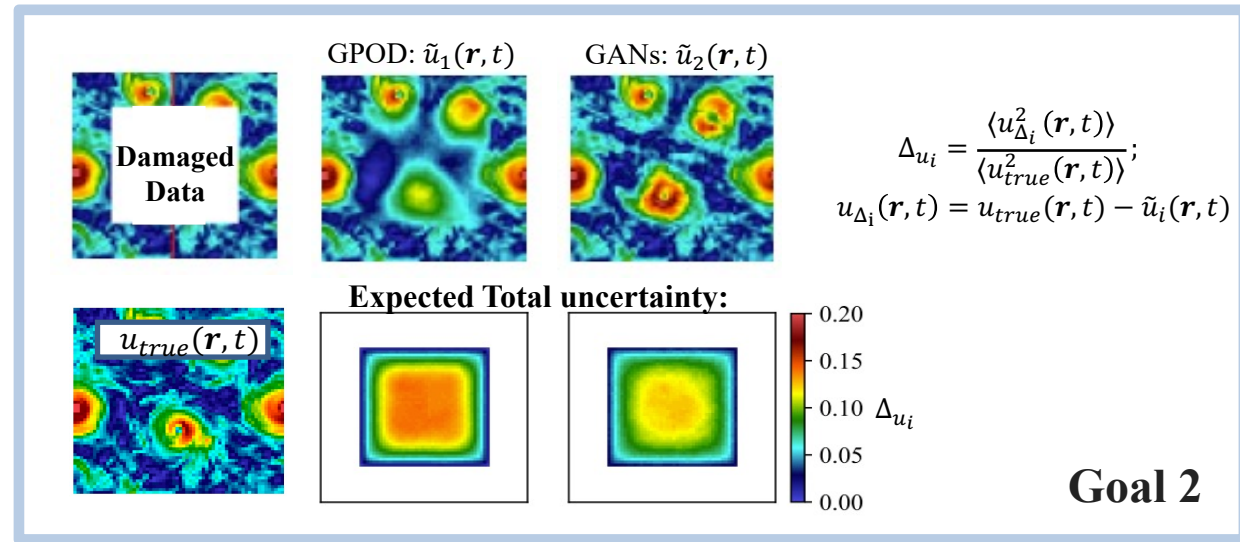 GPOD: ũ₁(r, t)
GANs: ũ₂(r, t)
Damaged
Data
Δ_{u_i} = ⟨u²_{Δ_i}(r, t)⟩ / ⟨u²_{true}(r, t)⟩;
u_{Δ_i}(r, t) = u_{true}(r, t) − ũ_i(r, t)
Expected Total uncertainty:
u_{true}(r, t)
0.20
0.15
0.10
Δ_{u_i}
0.05
0.00
Goal 2